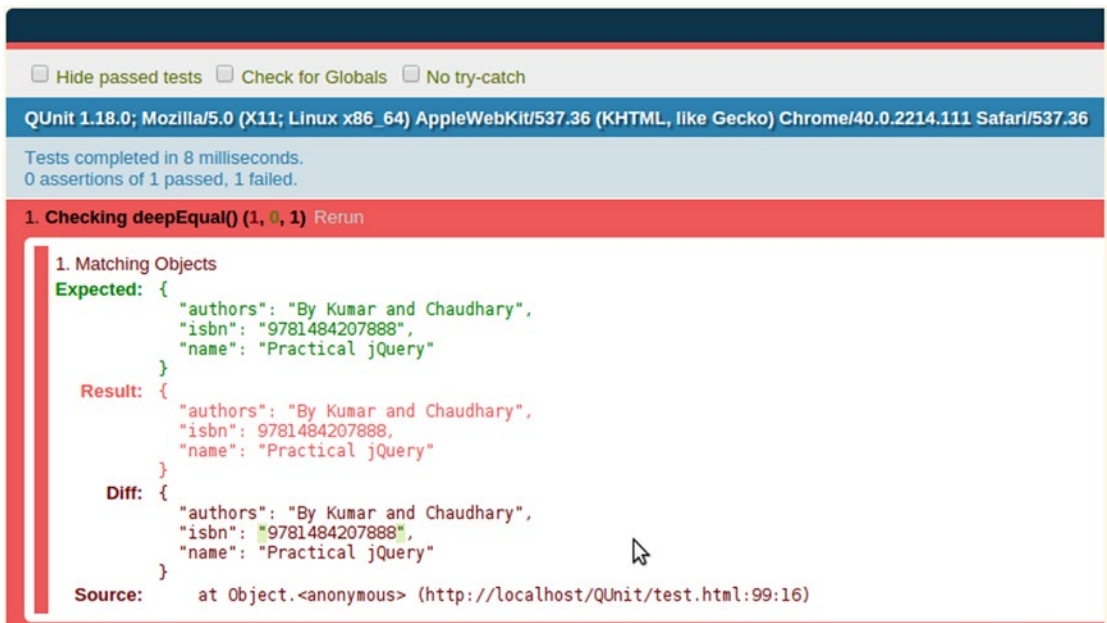 Hide passed tests Check for Globals No try-catch
QUnit 1.18.0; Mozilla/5.0 (X11; Linux x86_64) AppleWebKit/537.36 (KHTML, like Gecko) Chrome/40.0.2214.111 Safari/537.36
Tests completed in 8 milliseconds.
0 assertions of 1 passed, 1 failed.
1. Checking deepEqual() (1, 0, 1) Rerun
1. Matching Objects
Expected: {
"authors": "By Kumar and Chaudhary",
"isbn": "9781484207888",
"name": "Practical jQuery"
}
Result: {
"authors": "By Kumar and Chaudhary",
"isbn": 9781484207888,
"name": "Practical jQuery"
}
Diff: {
"authors": "By Kumar and Chaudhary",
"isbn": "9781484207888",
"name": "Practical jQuery"
}
Source: at Object.<anonymous> (http://localhost/QUnit/test.html:99:16)